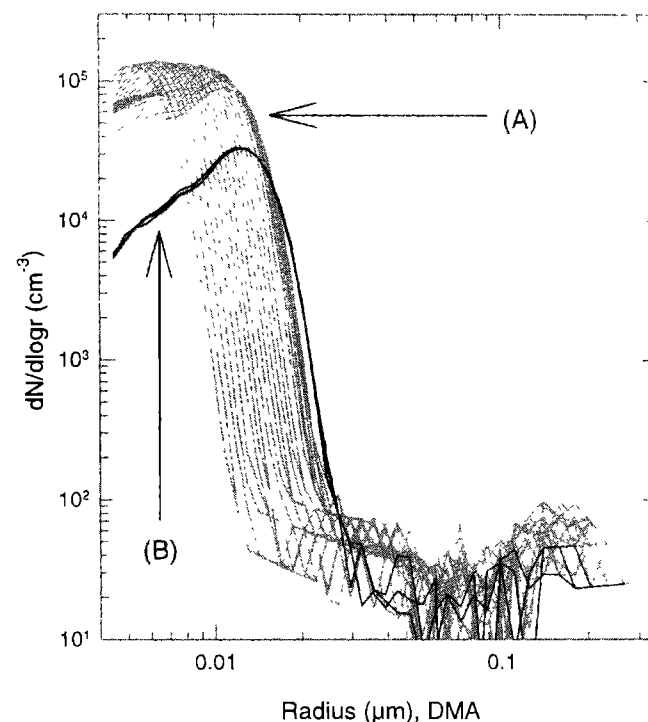 10⁵
(A)
10⁴
dN/dlogr (cm⁻³)
10³
10²
(B)
10¹
0.01 0.1
Radius (µm), DMA